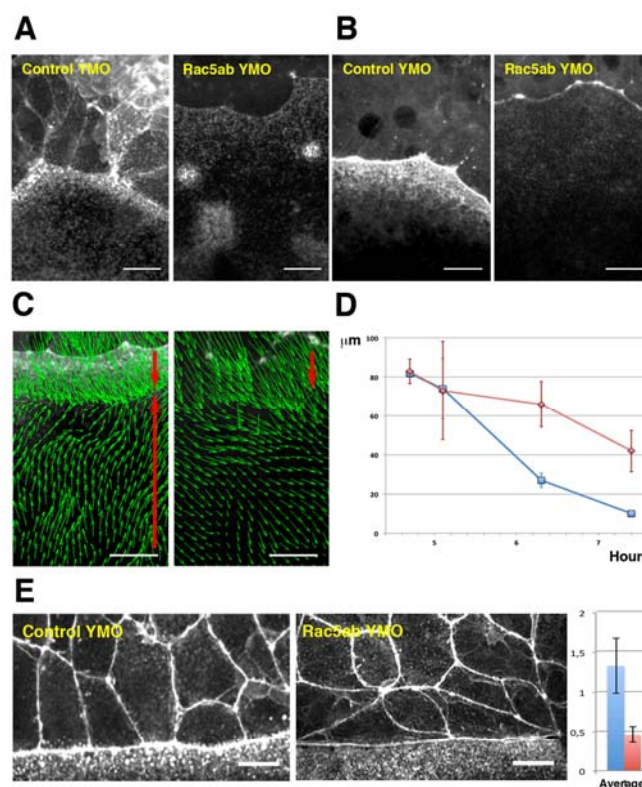 A
B
Control YMO
Rac5ab YMO
Control YMO
Rac5ab YMO
C
D
μm
100
80
60
40
20
0
5
6
7
Hour
E
Control YMO
Rac5ab YMO
2
1,5
1
0,5
0
Average